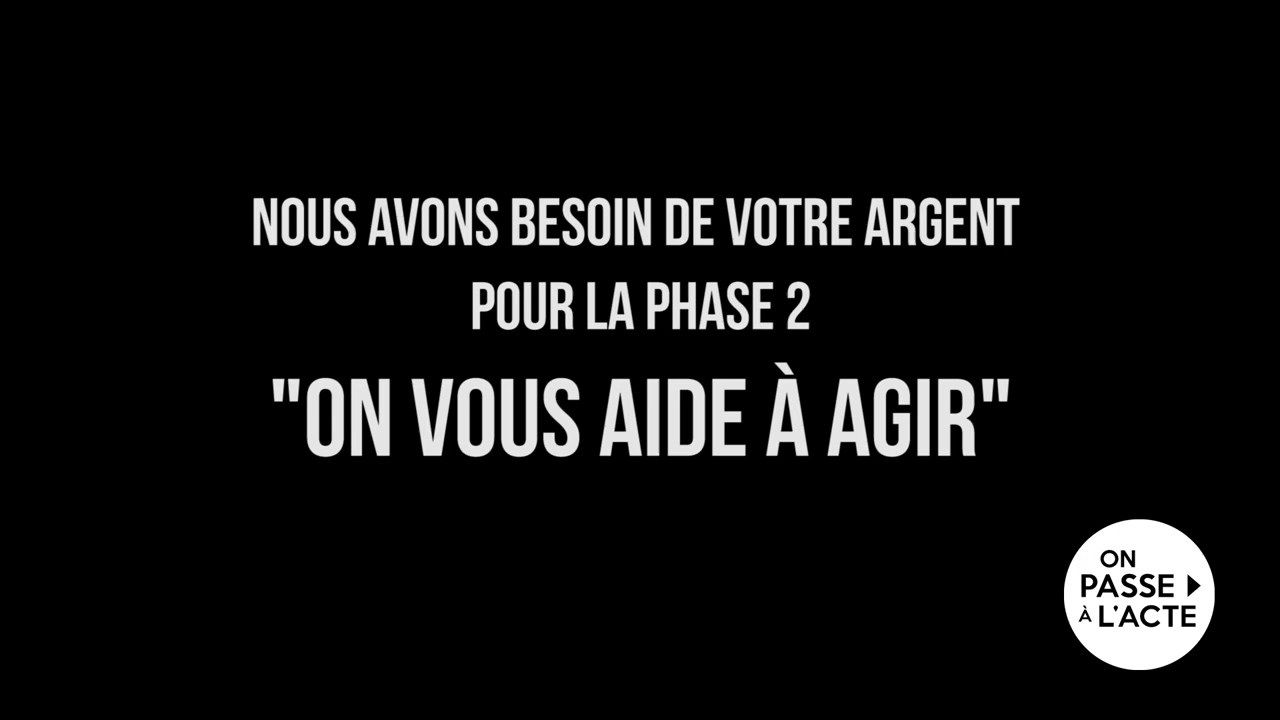 NOUS AVONS BESOIN DE VOTRE ARGENT
POUR LA PHASE 2
"ON VOUS AIDE À AGIR"
ON
PASSE
À L'ACTE